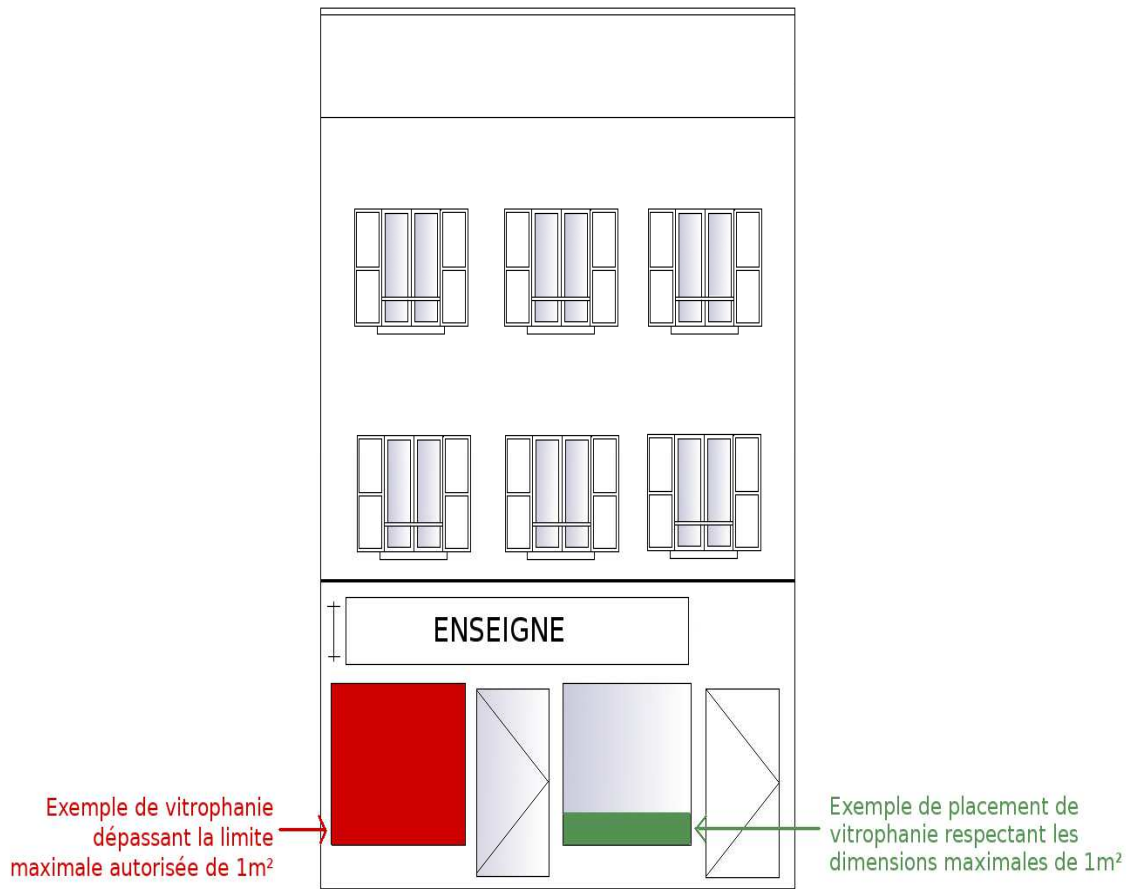 ENSEIGNE
Exemple de vitrophanie
dépassant la limite
maximale autorisée de 1m²
Exemple de placement de
vitrophanie respectant les
dimensions maximales de 1m²